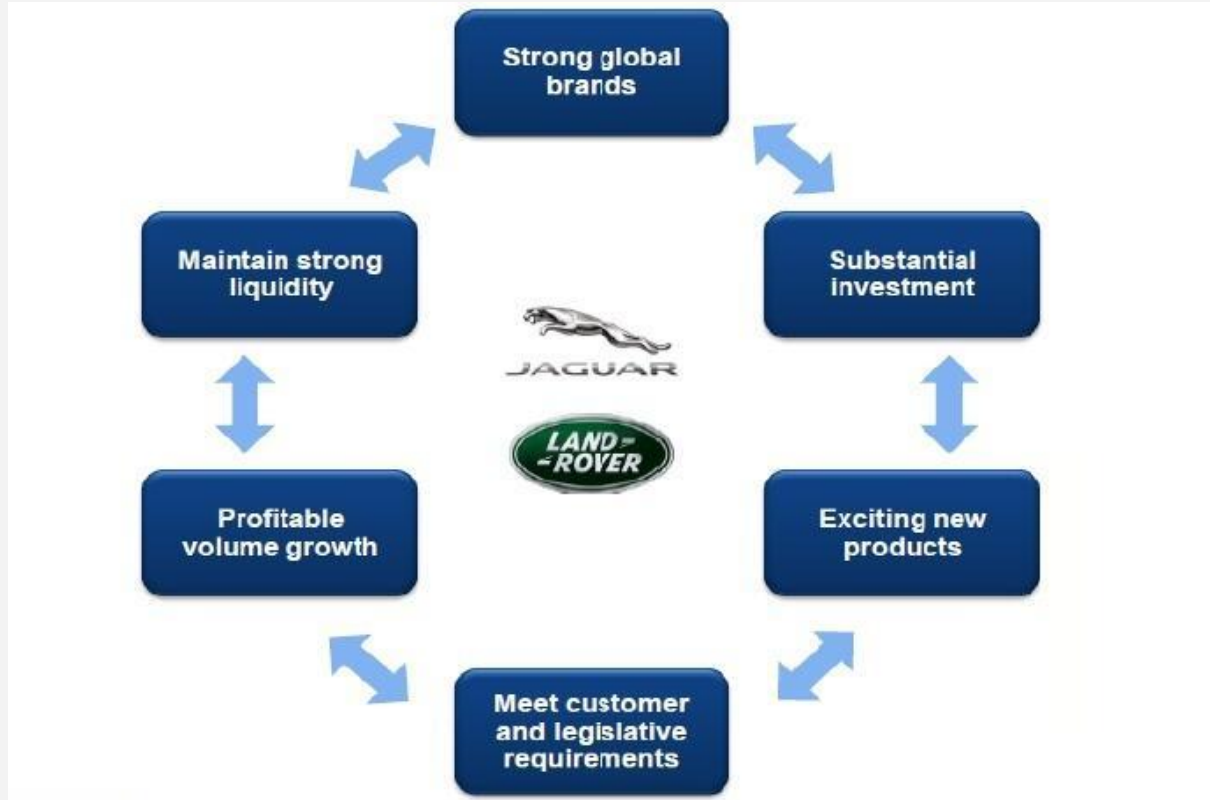 Strong global
brands
Maintain strong
liquidity
Substantial
investment
JAGUAR
LAND
ROVER
Profitable
volume growth
Exciting new
products
Meet customer
and legislative
requirements